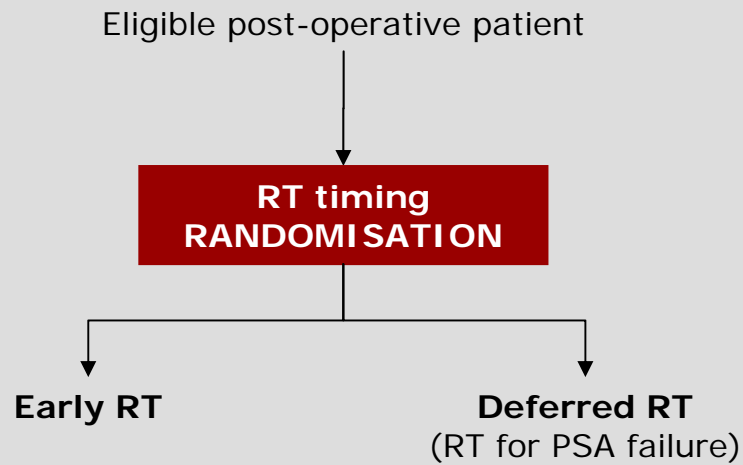 Eligible post-operative patient
RT timing
RANDOMISATION
Early RT
Deferred RT
(RT for PSA failure)